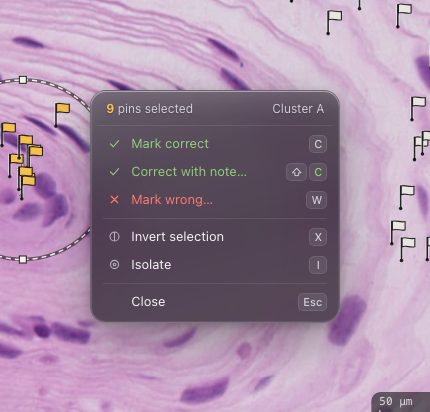 9 pins selected Cluster A
Mark correct C
Correct with note... ⇧ C
Mark wrong... W
Invert selection X
Isolate I
Close Esc
50 μm